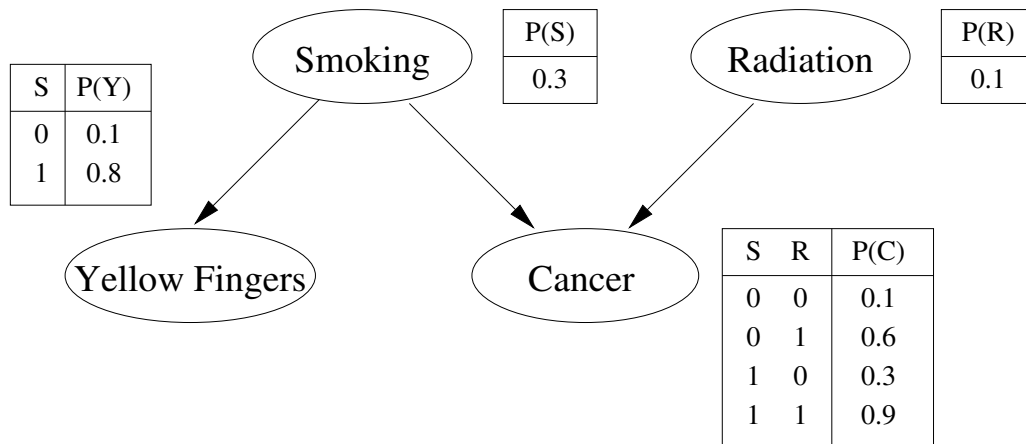 Smoking
P(S)
0.3
Radiation
P(R)
0.1
S P(Y)
0 0.1
1 0.8
Yellow Fingers
Cancer
S R P(C)
0 0 0.1
0 1 0.6
1 0 0.3
1 1 0.9